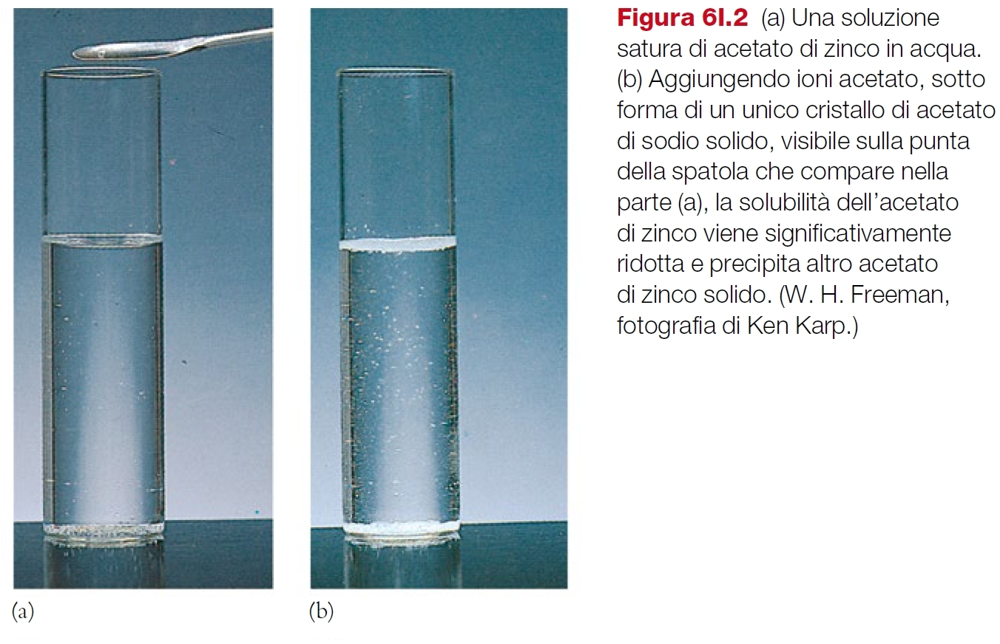 Figura 6I.2 (a) Una soluzione
satura di acetato di zinco in acqua.
(b) Aggiungendo ioni acetato, sotto
forma di un unico cristallo di acetato
di sodio solido, visibile sulla punta
della spatola che compare nella
parte (a), la solubilità dell’acetato
di zinco viene significativamente
ridotta e precipita altro acetato
di zinco solido. (W. H. Freeman,
fotografia di Ken Karp.)
(a)
(b)